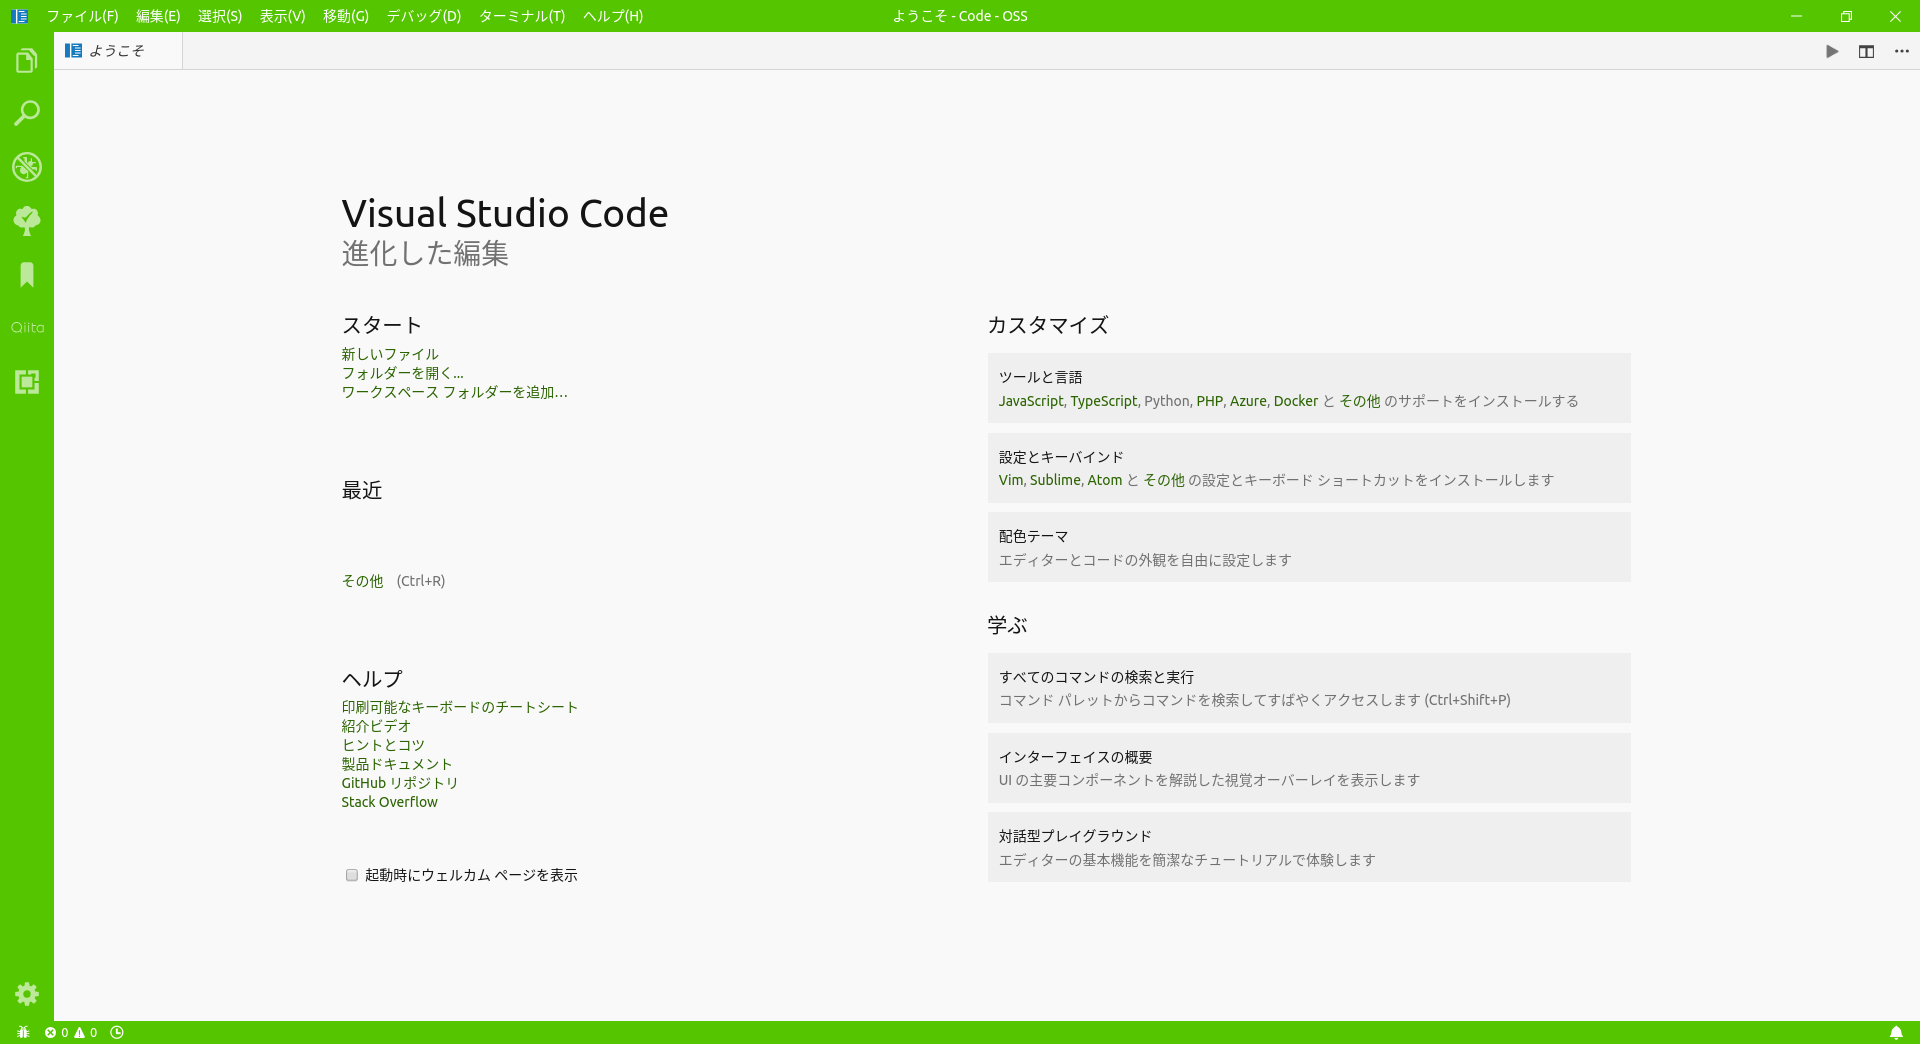 ファイル(F) 編集(E) 選択(S) 表示(V) 移動(G) デバッグ(D) ターミナル(T) ヘルプ(H) ようこそ - Code - OSS
ようこそ
Qiita
Visual Studio Code
進化した編集
スタート
新しいファイル
フォルダーを開く...
ワークスペース フォルダーを追加...
最近
その他 (Ctrl+R)
ヘルプ
印刷可能なキーボードのチートシート
紹介ビデオ
ヒントとコツ
製品ドキュメント
GitHub リポジトリ
Stack Overflow
起動時にウェルカム ページを表示
カスタマイズ
ツールと言語
JavaScript, TypeScript, Python, PHP, Azure, Docker と その他 のサポートをインストールする
設定とキーバインド
Vim, Sublime, Atom と その他 の設定とキーボード ショートカットをインストールします
配色テーマ
エディターとコードの外観を自由に設定します
学ぶ
すべてのコマンドの検索と実行
コマンド パレットからコマンドを検索してすばやくアクセスします (Ctrl+Shift+P)
インターフェイスの概要
UI の主要コンポーネントを解説した視覚オーバーレイを表示します
対話型プレイグラウンド
エディターの基本機能を簡潔なチュートリアルで体験します
0 0